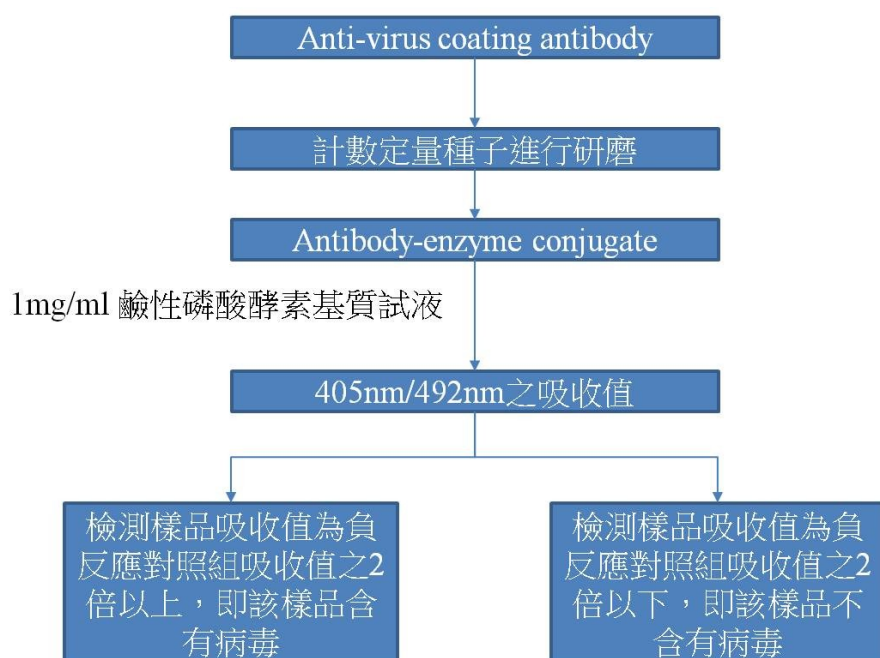 Anti-virus coating antibody
計數定量種子進行研磨
Antibody-enzyme conjugate
1mg/ml 鹼性磷酸酵素基質試液
405nm/492nm之吸收值
檢測樣品吸收值為負
反應對照組吸收值之2
倍以上，即該樣品含
有病毒
檢測樣品吸收值為負
反應對照組吸收值之2
倍以下，即該樣品不
含有病毒